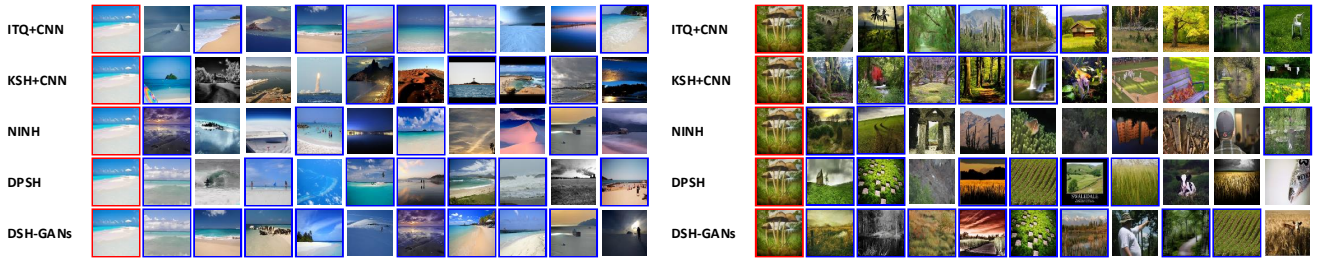 ITQ+CNN
KSH+CNN
NINH
DPSH
DSH-GANs
ITQ+CNN
KSH+CNN
NINH
DPSH
DSH-GANs